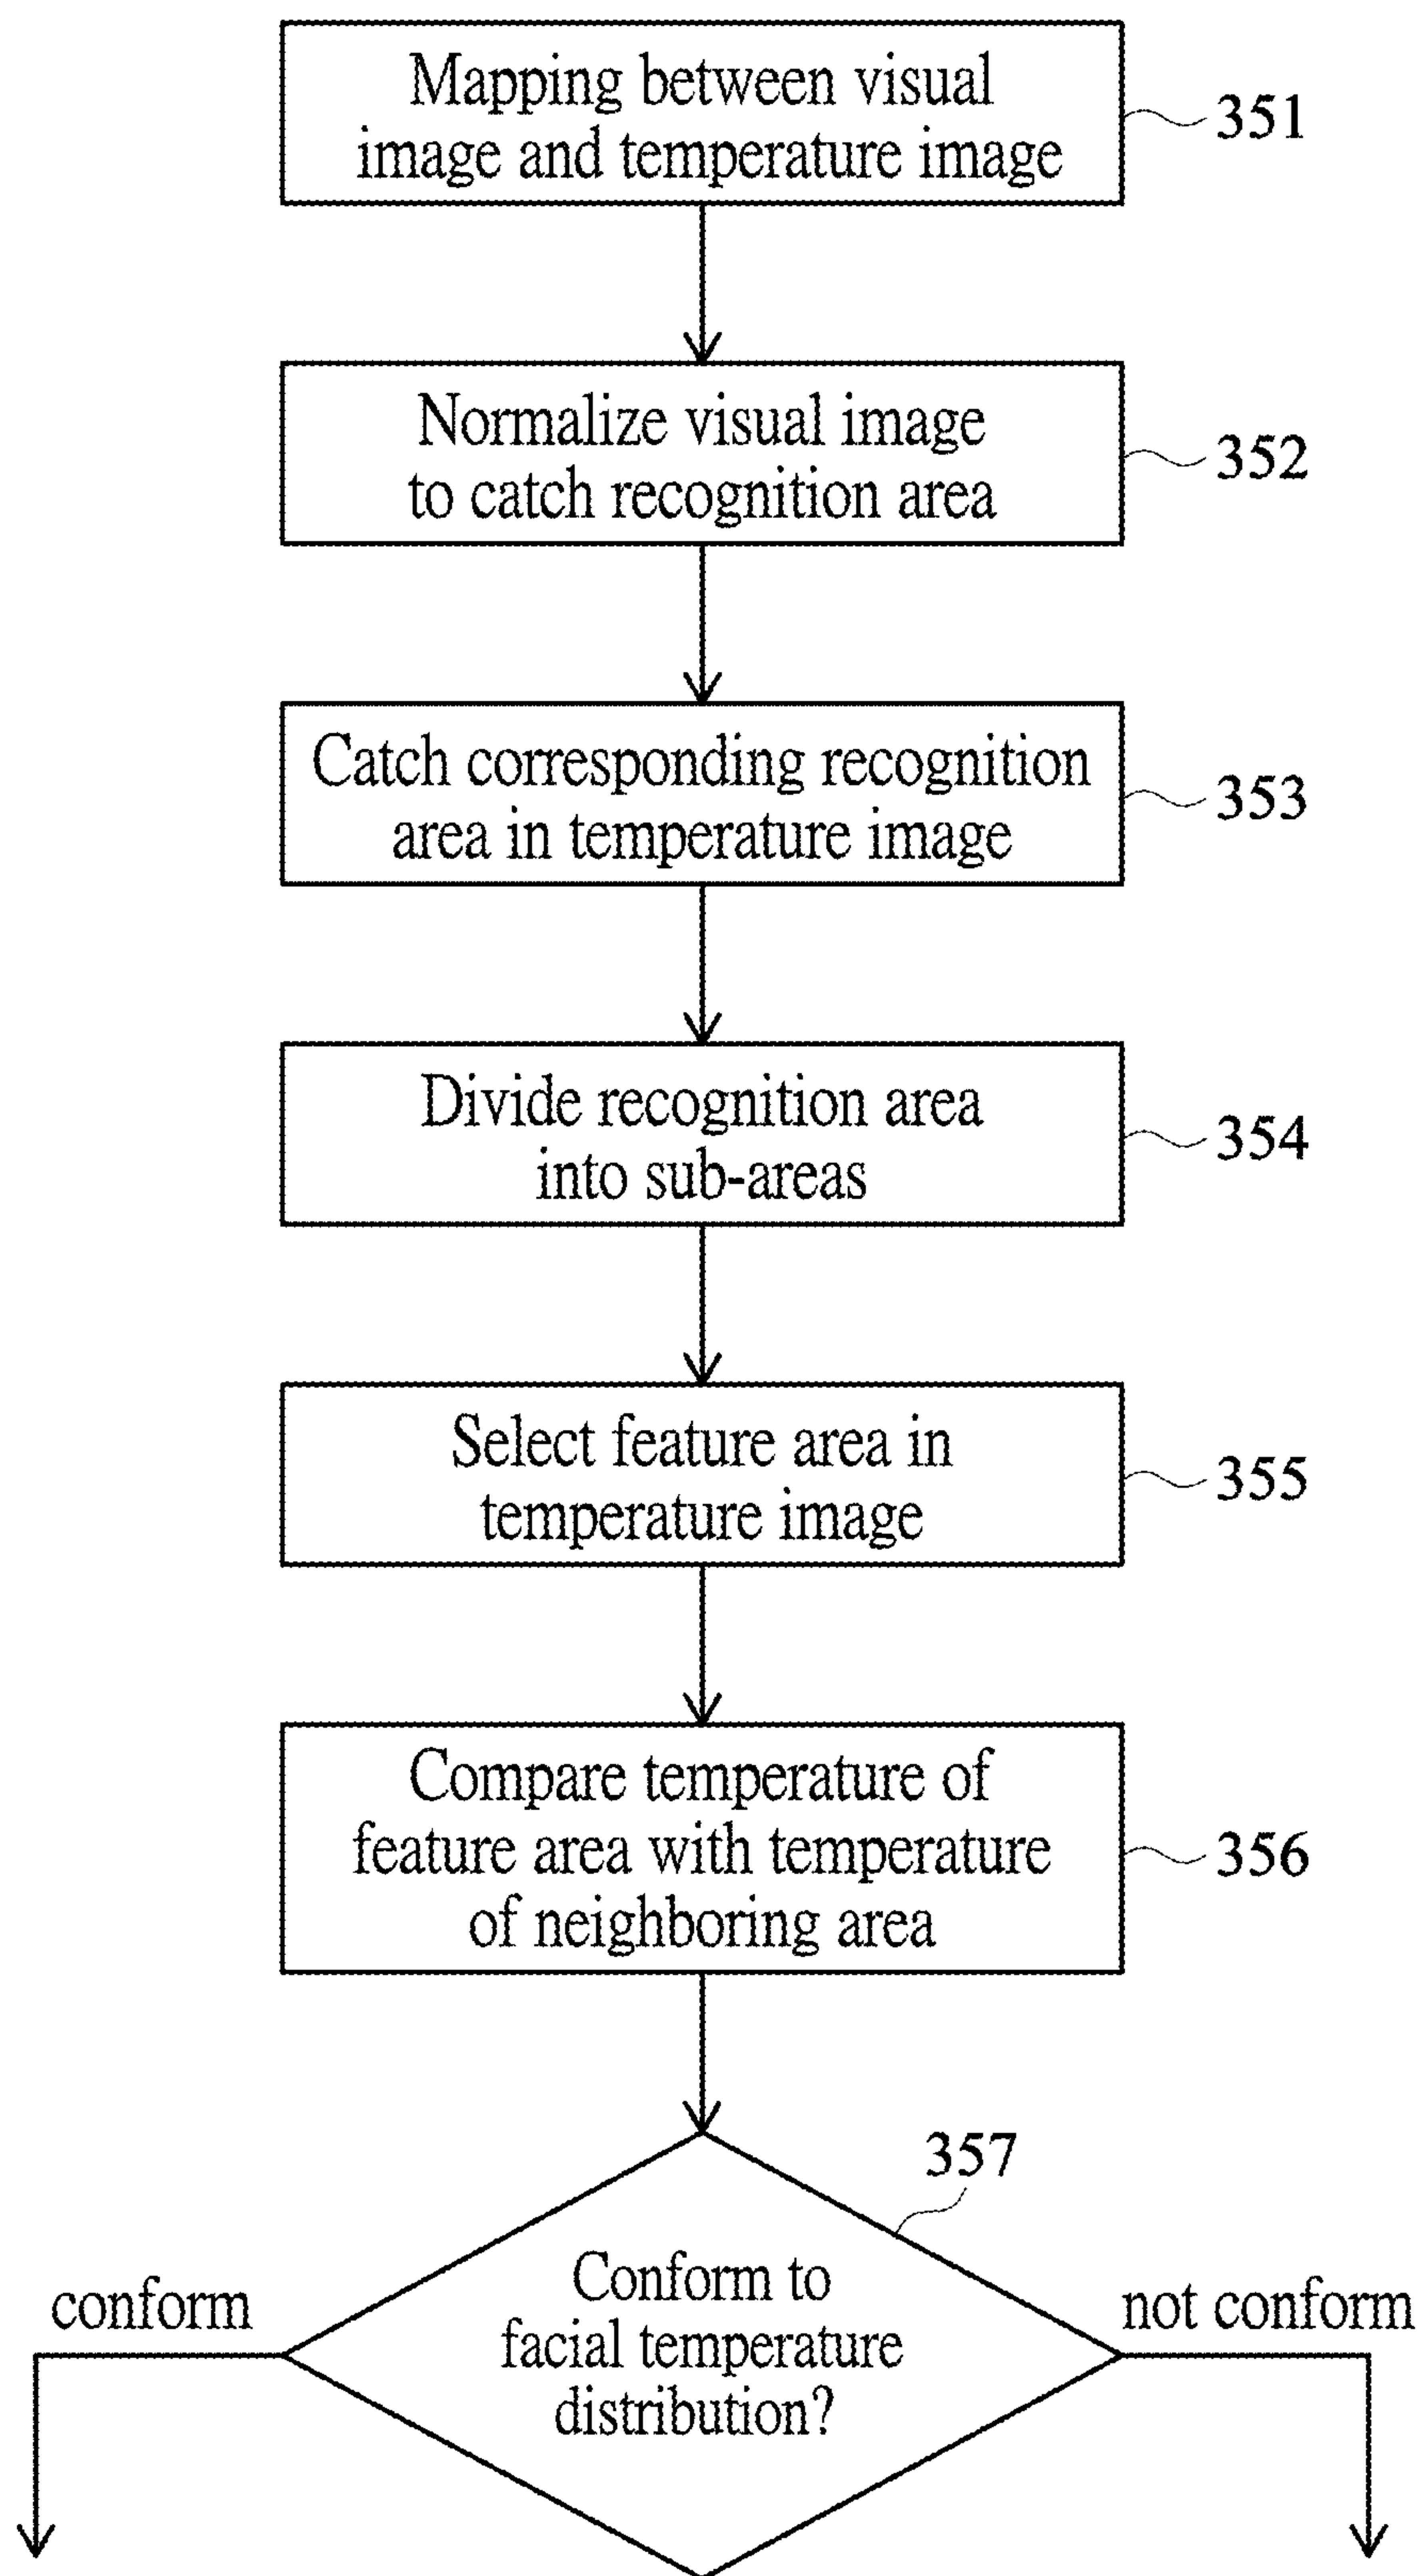 Mapping between visual
image and temperature image
351
Normalize visual image
to catch recognition area
352
Catch corresponding recognition
area in temperature image
353
Divide recognition area
into sub-areas
354
Select feature area in
temperature image
355
Compare temperature of
feature area with temperature
of neighboring area
356
357
Conform to
facial temperature
distribution?
conform
not conform